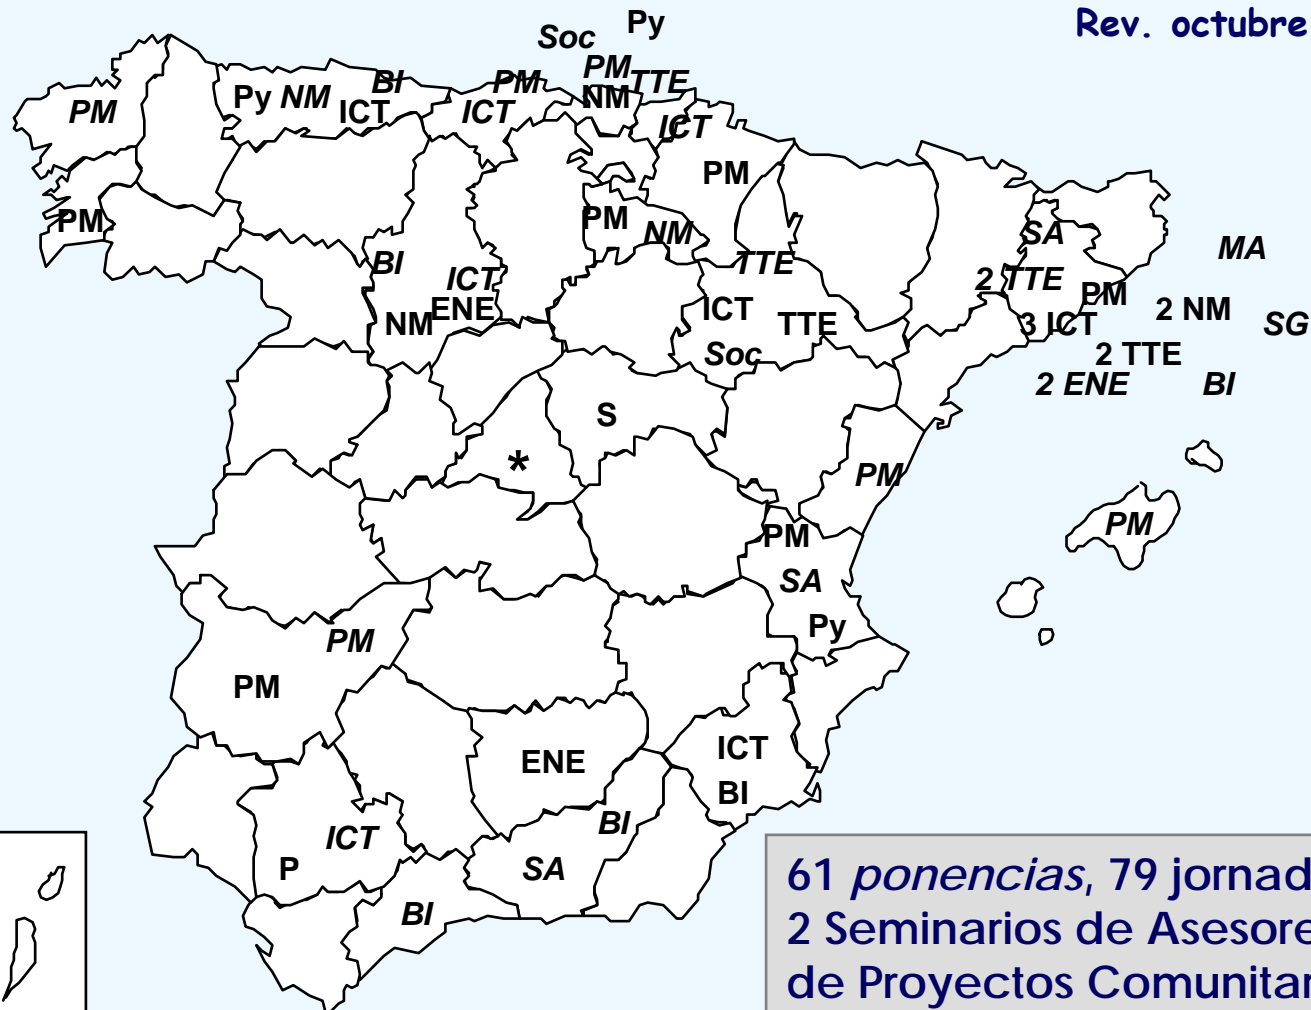 Py
Rev. octubre
Soc
PM
TTE
BI
PM
Py NM
NM
PM
ICT
ICT
ICT
PM
PM
PM
NM
SA
MA
BI
TTE
ICT
2 TTE
PM
ENE
ICT
2 NM
NM
TTE
3 ICT
SG
Soc
2 TTE
2 ENE
BI
S
*
PM
PM
PM
SA
Py
PM
PM
ICT
ENE
BI
BI
ICT
P
SA
BI
61 ponencias, 79 jornad
2 Seminarios de Asesore
de Proyectos Comunitar